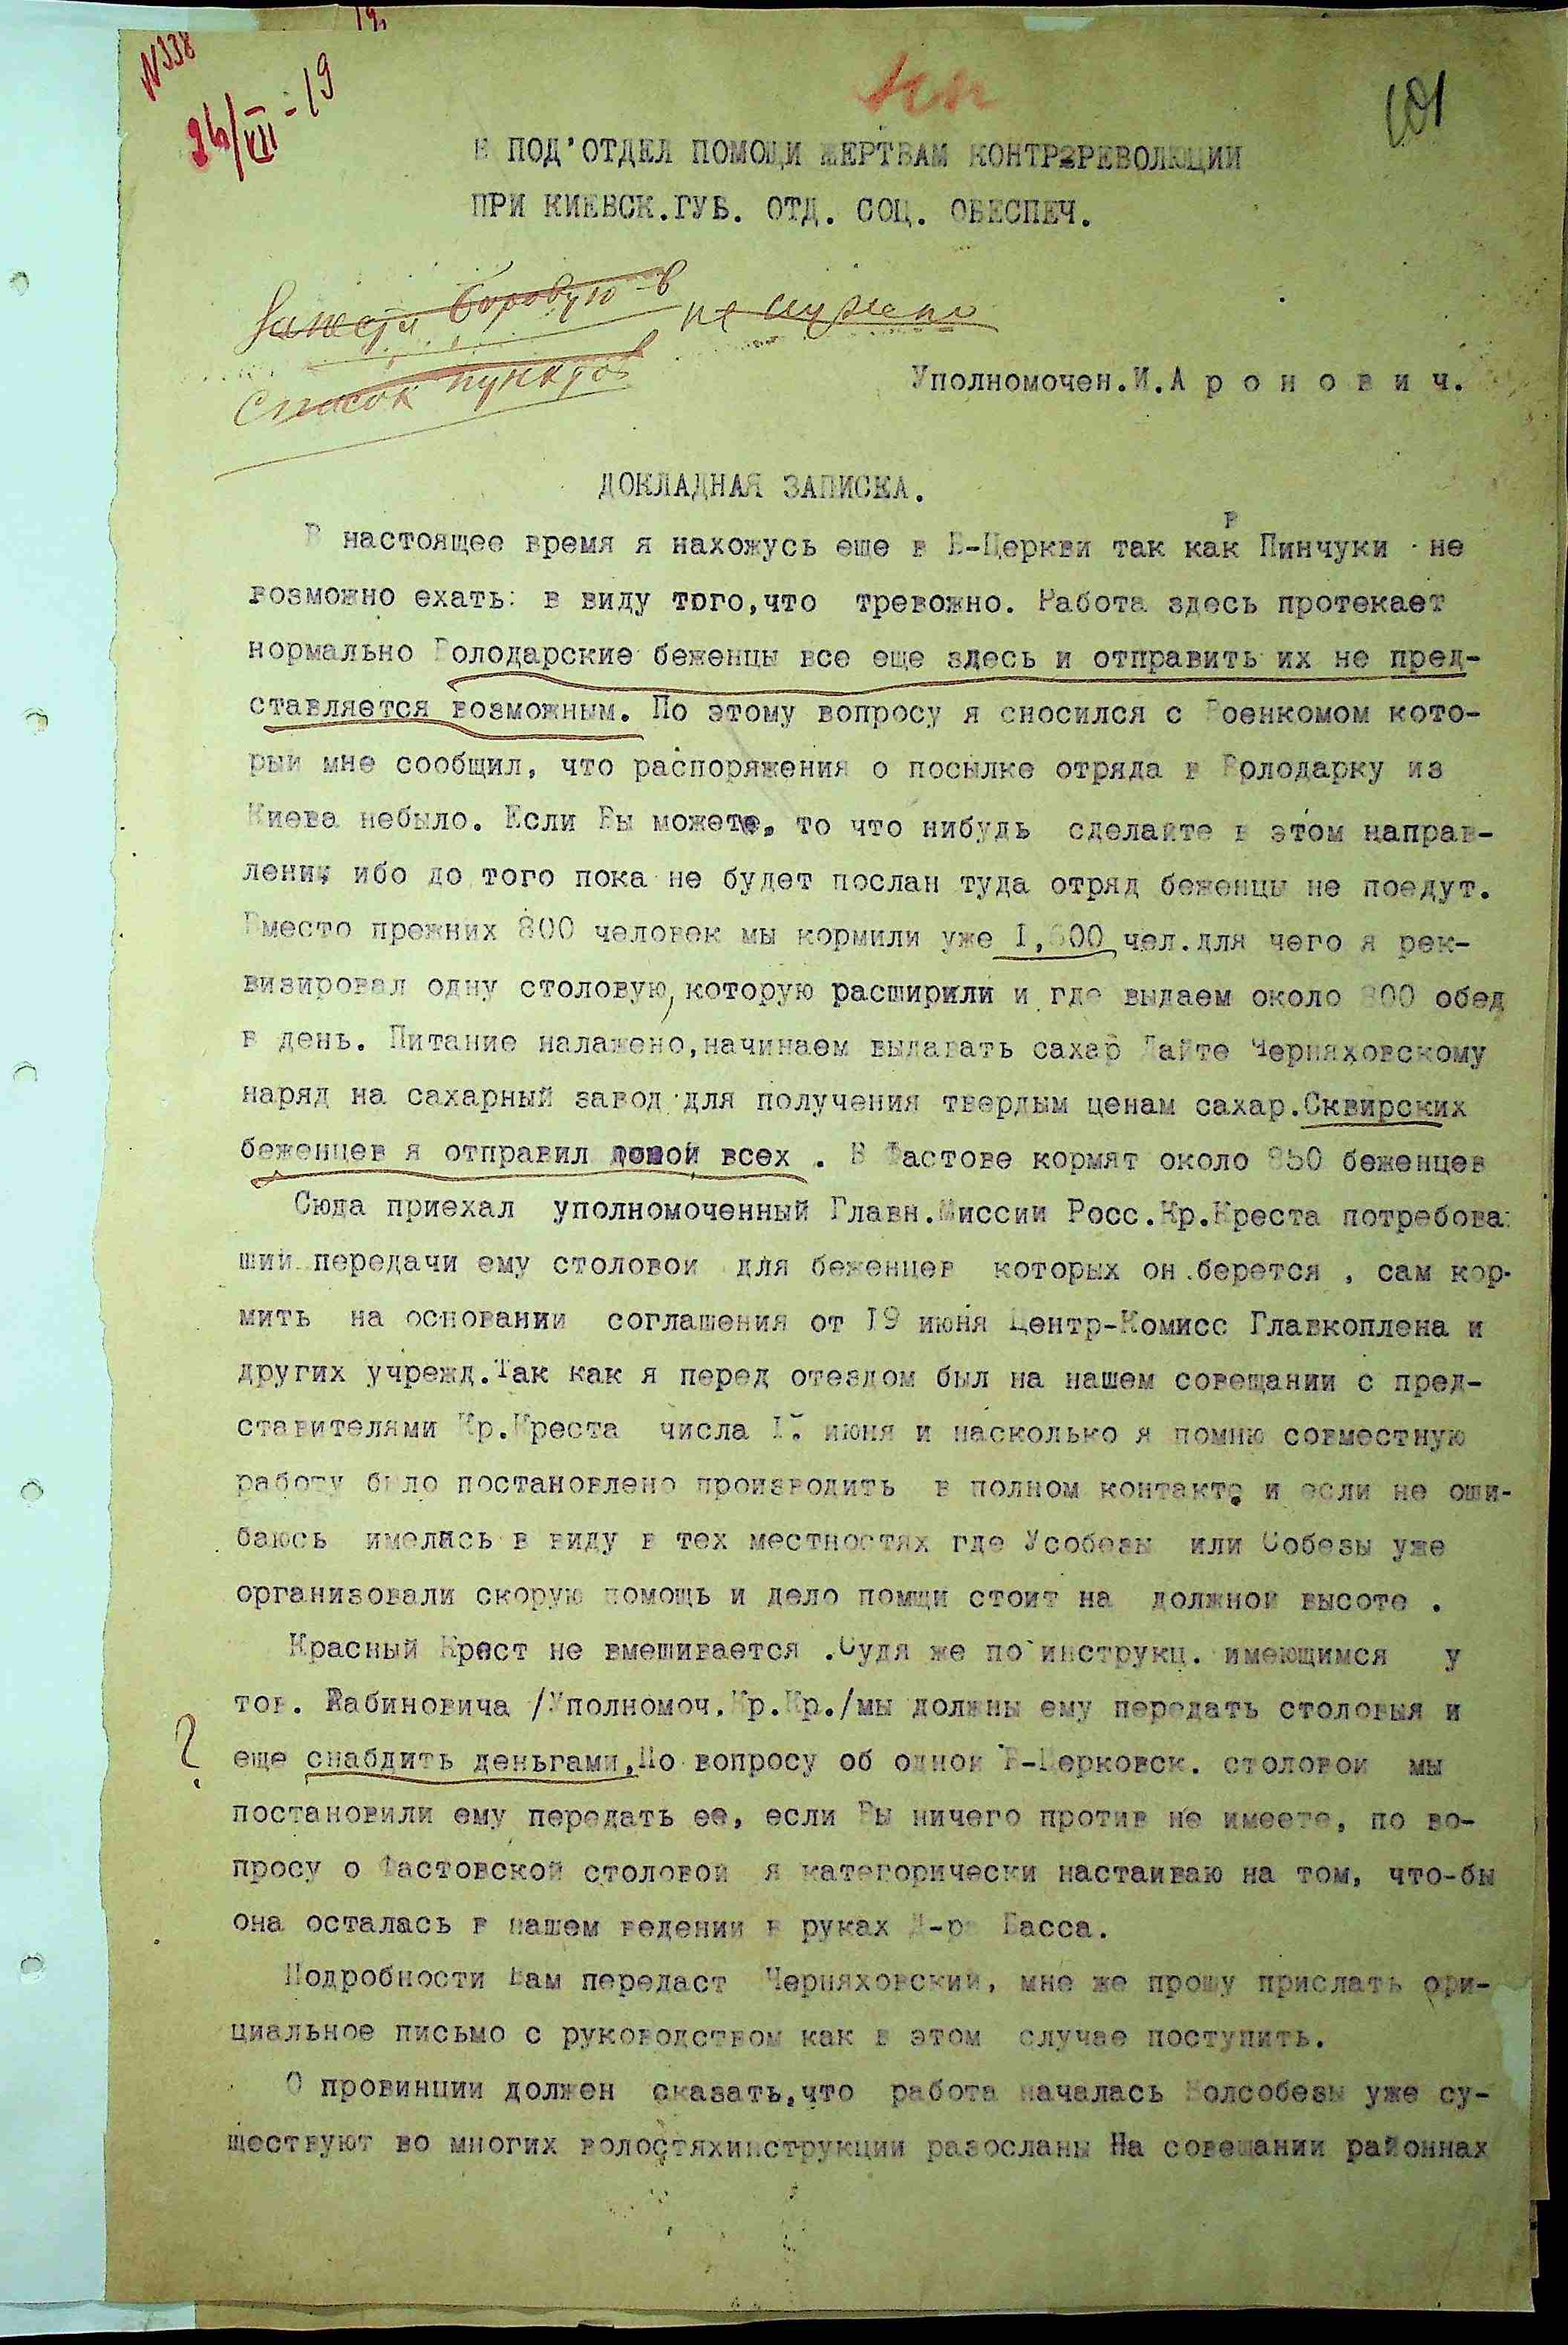 19,
N338
26/VII-19
101
В ПОД'ОТДЕЛ ПОМОЩИ ЖЕРТВАМ КОНТРРЕВОЛЮЦИИ
ПРИ КИЕВСК.ГУБ. ОТД. СОЦ. ОБЕСПЕЧ.
не нужно
список пунктов
Уполномочен.И.А р о н о в и ч.
ДОКЛАДНАЯ ЗАПИСКА.
В настоящее время я нахожусь еще в Б-Церкви так как в Пинчуки не
возможно ехать: в виду того,что тревожно. Работа здесь протекает
нормально Володарские беженцы все еще здесь и отправить их не пред-
ставляется возможным. По этому вопросу я сносился с Военкомом кото-
рый мне сообщил, что распоряжения о посылке отряда в Володарку из
Киева небыло. Если Вы можете, то что нибудь сделайте в этом направ-
лении ибо до того пока не будет послан туда отряд беженцы не поедут.
Вместо прежних 800 человек мы кормили уже I,600 чел.для чего я рек-
визировал одну столовую, которую расширили и где выдаем около 800 обед
в день. Питание налажено,начинаем выдавать сахар Дайте Черняховскому
наряд на сахарный завод для получения твердым ценам сахар.Сквирских
беженцев я отправил домой всех . В Фастове кормят около 850 беженцев
Сюда приехал уполномоченный Главн.Миссии Росс.Кр.Креста потребова
ший передачи ему столовой для беженцев которых он берется , сам кор-
мить на основании соглашения от I9 июня Центр-Комисс Главкоплена и
других учрежд.Так как я перед отездом был на нашем совещании с пред-
ставителями Кр.Креста числа июня и насколько я помню совместную
работу было постановлено производить в полном контакте и если не оши-
баюсь имелясь в виду в тех местностях где Усобезы или Собезы уже
организовали скорую помощь и дело помщи стоит на должной высоте .
Красный Крест не вмешивается .Судя же по инструкц. имеющимся у
тов. Рабиновича /Уполномоч.Кр.Кр./мы должны ему передать столовыя и
?
еще снабдить деньгами,По вопросу об одной Б-Церковск. столовой мы
постановили ему передать ее, если Вы ничего против не имеете, по во-
просу о Фастовской столовой я категорически настаиваю на том, что-бы
она осталась в нашем ведении в руках Д-ра Басса.
Подробности Вам передаст Черняховский, мне же прошу прислать офи-
циальное письмо с руководством как в этом случае поступить.
О провинции должен сказать,что работа началась Волсобезы уже су-
ществуют во многих волостяхинструкции разосланы На совещании районнах